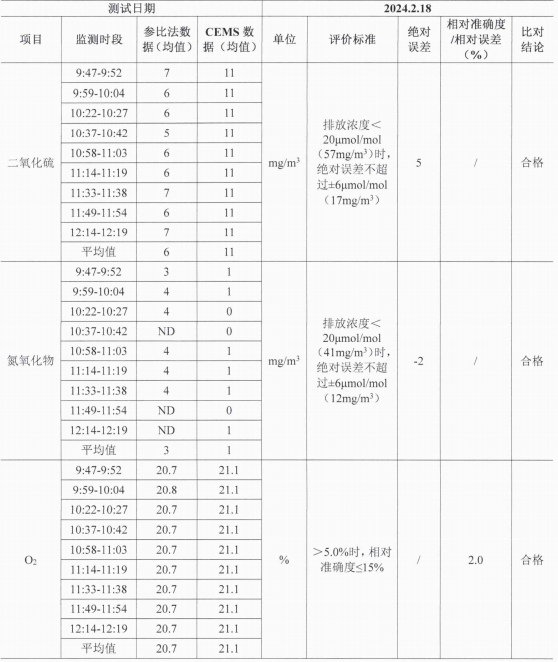 测试日期 2024.2.18
项目 监测时段 参比法数据(均值) CEMS 数据(均值) 单位 评价标准 绝对误差 相对准确度/相对误差(%) 比对结论
二氧化硫 mg/m³ 排放浓度<20μmol/mol(57mg/m³)时,绝对误差不超过±6μmol/mol(17mg/m³) 5 / 合格
9:47-9:52 7 11
9:59-10:04 6 11
10:22-10:27 6 11
10:37-10:42 5 11
10:58-11:03 6 11
11:14-11:19 6 11
11:33-11:38 7 11
11:49-11:54 6 11
12:14-12:19 7 11
平均值 6 11
氮氧化物 mg/m³ 排放浓度<20μmol/mol(41mg/m³)时,绝对误差不超过±6μmol/mol(12mg/m³) -2 / 合格
9:47-9:52 3 1
9:59-10:04 4 1
10:22-10:27 4 0
10:37-10:42 ND 0
10:58-11:03 4 1
11:14-11:19 4 1
11:33-11:38 4 1
11:49-11:54 ND 0
12:14-12:19 ND 1
平均值 3 1
O₂ % >5.0%时,相对准确度≤15% / 2.0 合格
9:47-9:52 20.7 21.1
9:59-10:04 20.8 21.1
10:22-10:27 20.7 21.1
10:37-10:42 20.7 21.1
10:58-11:03 20.7 21.1
11:14-11:19 20.7 21.1
11:33-11:38 20.7 21.1
11:49-11:54 20.7 21.1
12:14-12:19 20.7 21.1
平均值 20.7 21.1